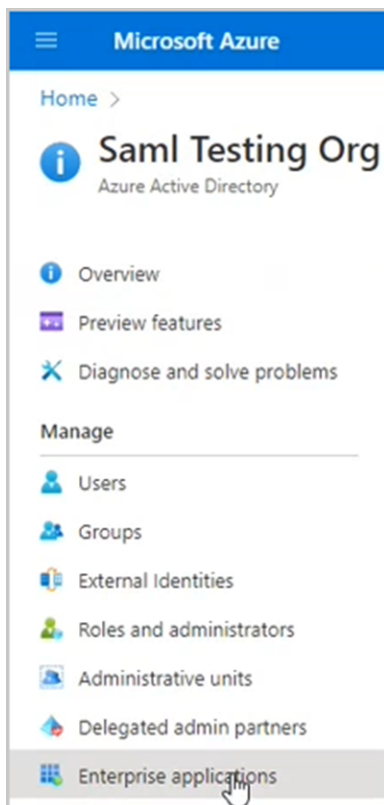 Microsoft Azure
Home >
Saml Testing Org
Azure Active Directory
Overview
Preview features
Diagnose and solve problems
Manage
Users
Groups
External Identities
Roles and administrators
Administrative units
Delegated admin partners
Enterprise applications